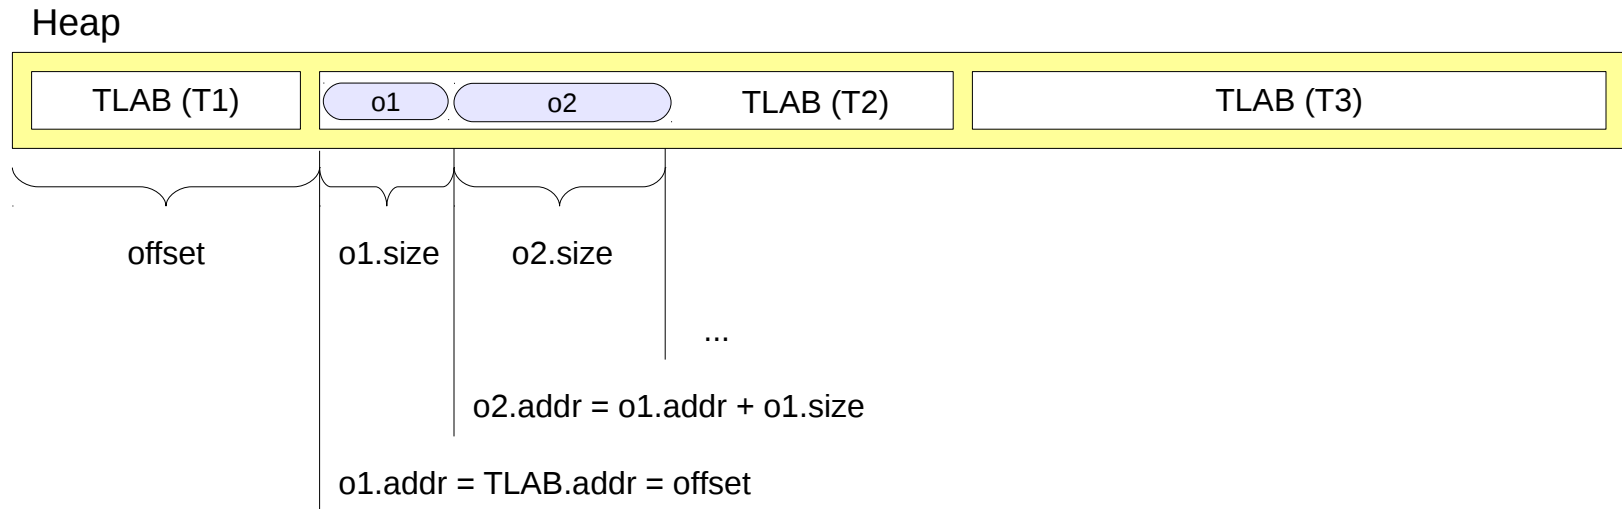 Heap
TLAB (T1) o1 o2 TLAB (T2) TLAB (T3)
offset o1.size o2.size
...
o2.addr = o1.addr + o1.size
o1.addr = TLAB.addr = offset